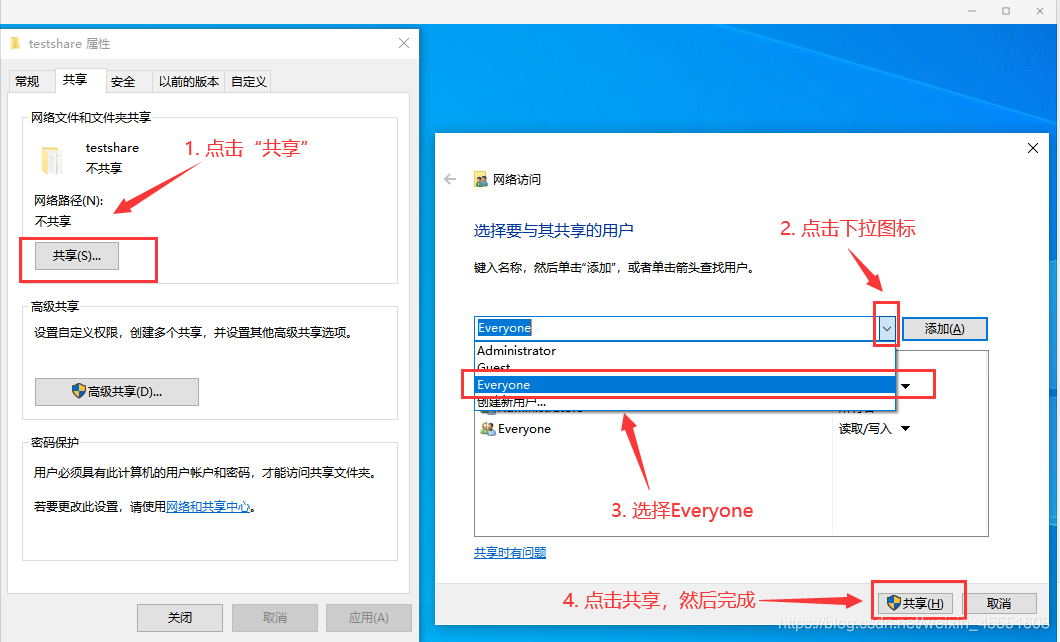 testshare 属性
常规 共享 安全 以前的版本 自定义
网络文件和文件夹共享
testshare
不共享
1. 点击“共享”
网络路径(N):
不共享
共享(S)...
高级共享
设置自定义权限，创建多个共享，并设置其他高级共享选项。
高级共享(D)...
密码保护
用户必须具有此计算机的用户帐户和密码，才能访问共享文件夹。
若要更改此设置，请使用网络和共享中心。
关闭 取消 应用(A)
网络访问
选择要与其共享的用户
2. 点击下拉图标
键入名称，然后单击“添加”，或者单击箭头查找用户。
Everyone
添加(A)
Administrator
Guest
Everyone
创建新用户...
Everyone 读取/写入
3. 选择Everyone
共享时有问题
4. 点击共享，然后完成
共享(H) 取消